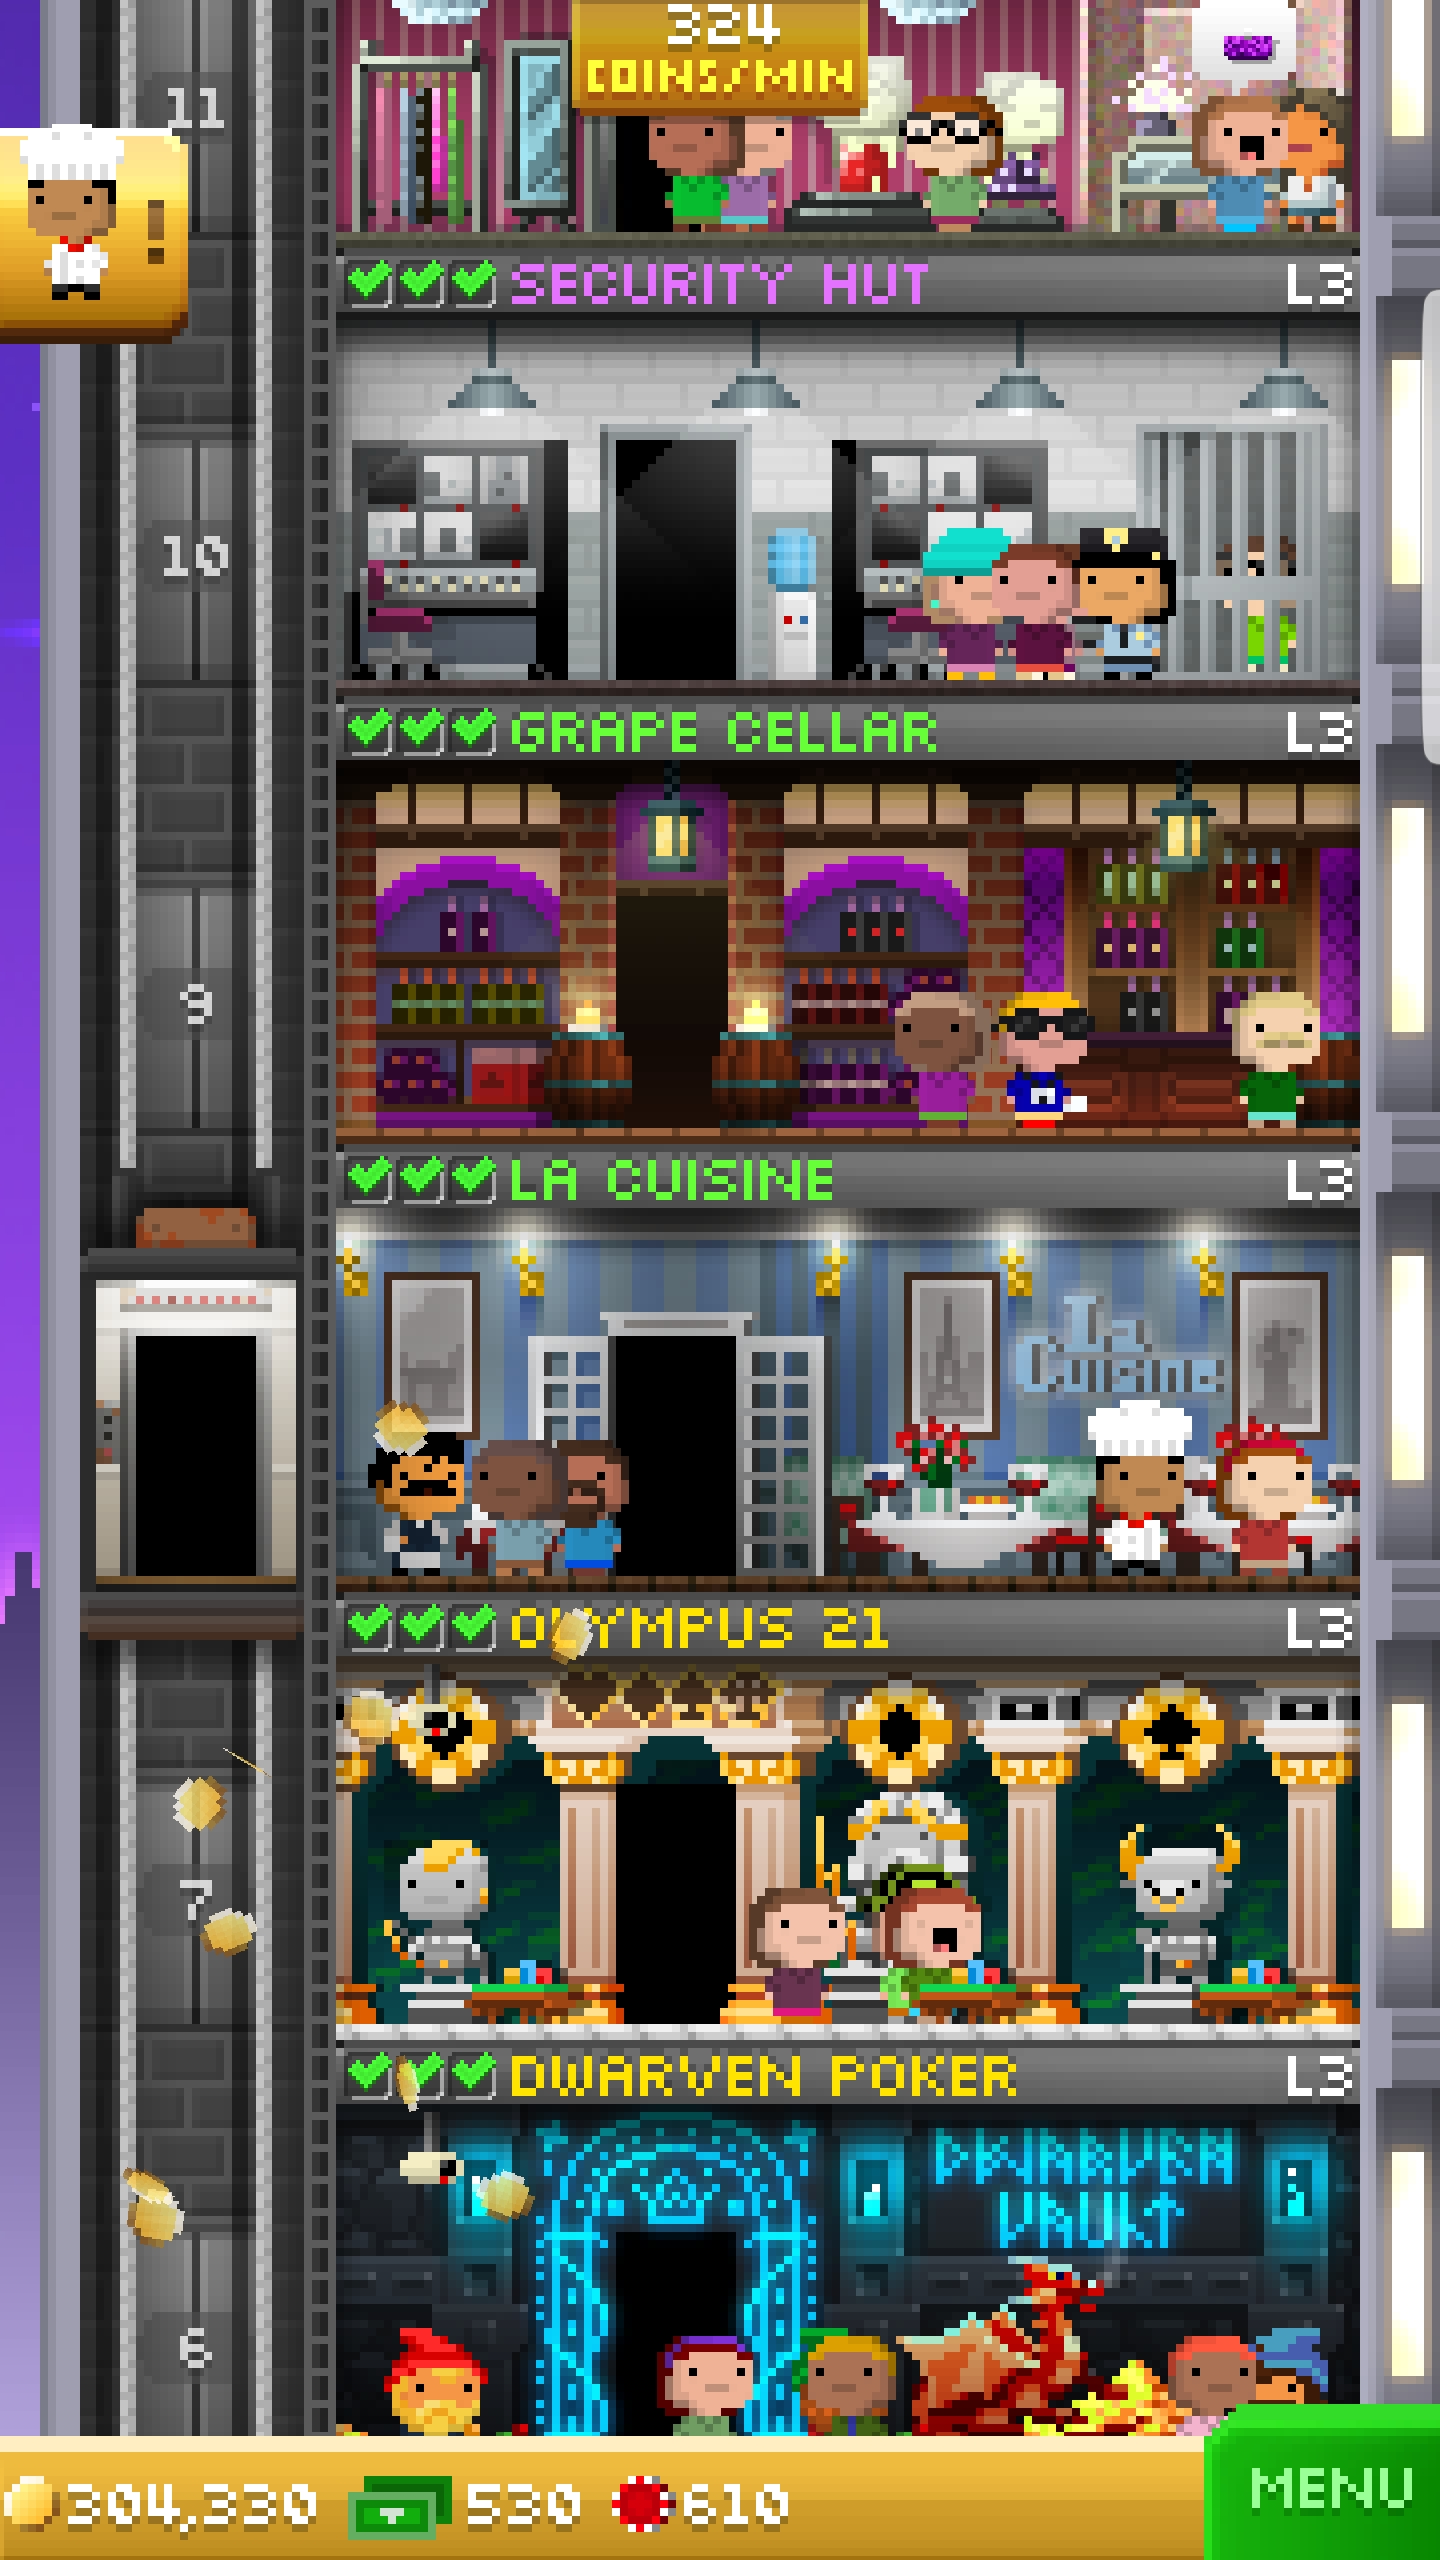 324
COINS/MIN
11
!
SECURITY HUT L3
10
GRAPE CELLAR L3
9
LA CUISINE L3
La
Cuisine
OLYMPUS 21 L3
7
DWARVEN POKER L3
DWARVEN
VAULT
6
304,330 530 610
MENU